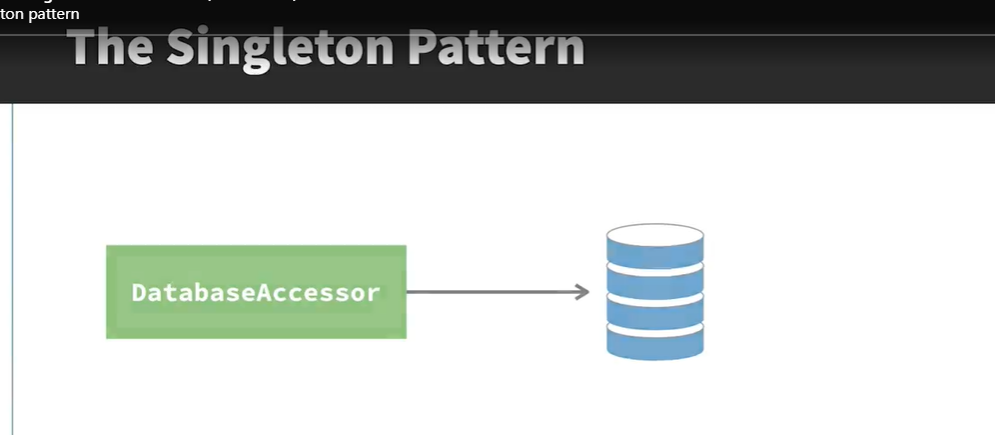 ton pattern
The Singleton Pattern
DatabaseAccessor